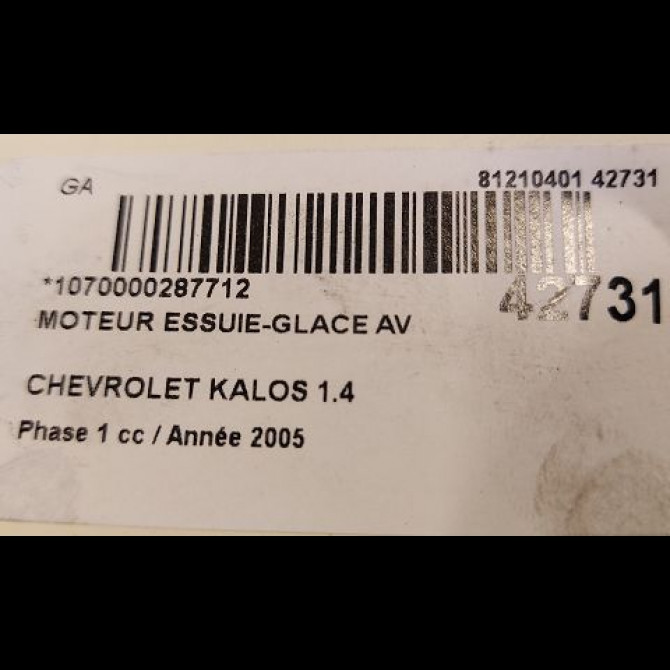 GA
81210401 42731
*1070000287712
42731
MOTEUR ESSUIE-GLACE AV
CHEVROLET KALOS 1.4
Phase 1 cc / Année 2005